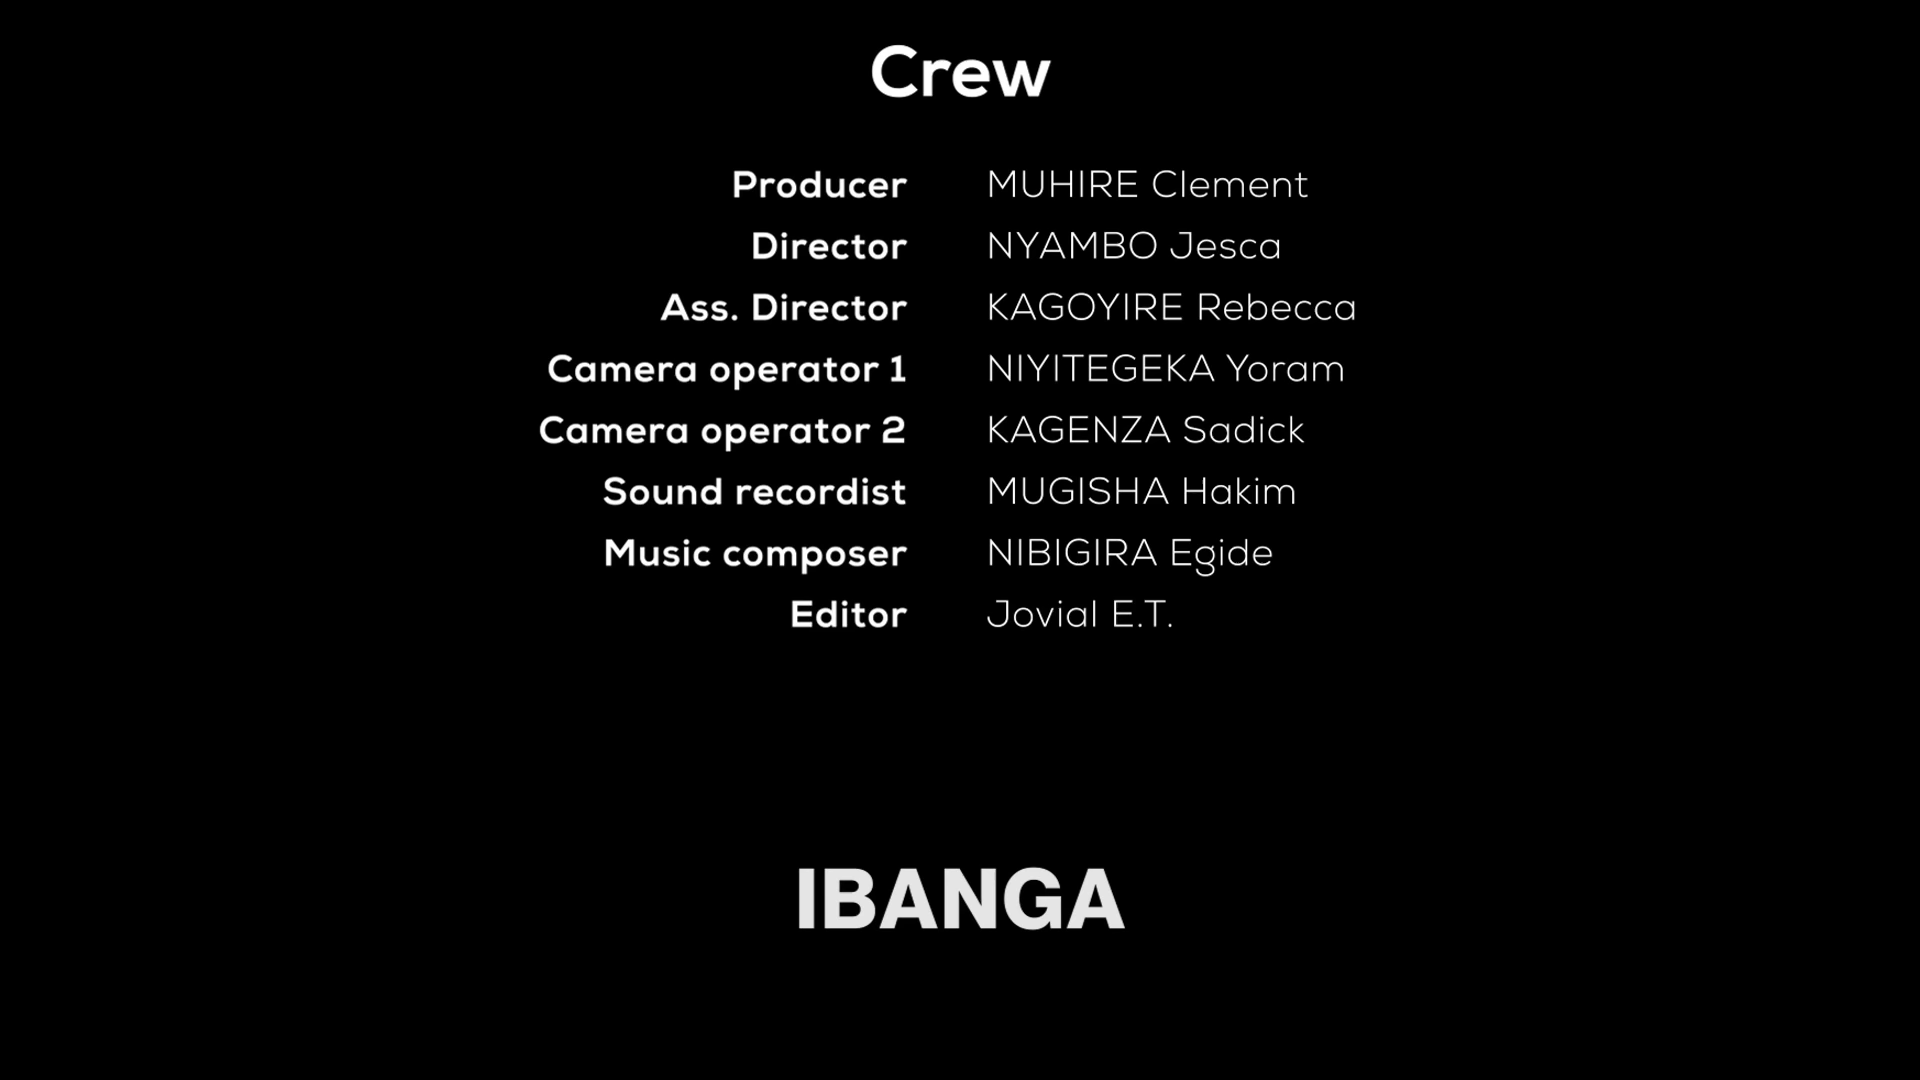 Crew
Producer MUHIRE Clement
Director NYAMBO Jesca
Ass. Director KAGOYIRE Rebecca
Camera operator 1 NIYITEGEKA Yoram
Camera operator 2 KAGENZA Sadick
Sound recordist MUGISHA Hakim
Music composer NIBIGIRA Egide
Editor Jovial E.T.
IBANGA